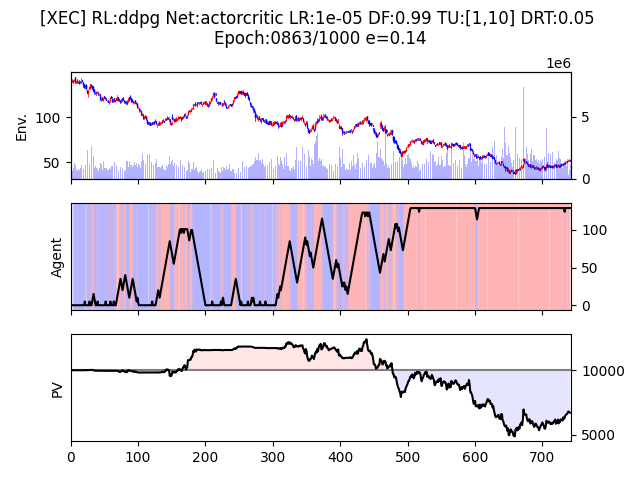 [XEC] RL:ddpg Net:actorcritic LR:1e-05 DF:0.99 TU:[1,10] DRT:0.05
Epoch:0863/1000 e=0.14
1e6
Env.
100
50
5
0
Agent
100
50
0
PV
10000
5000
0 100 200 300 400 500 600 700